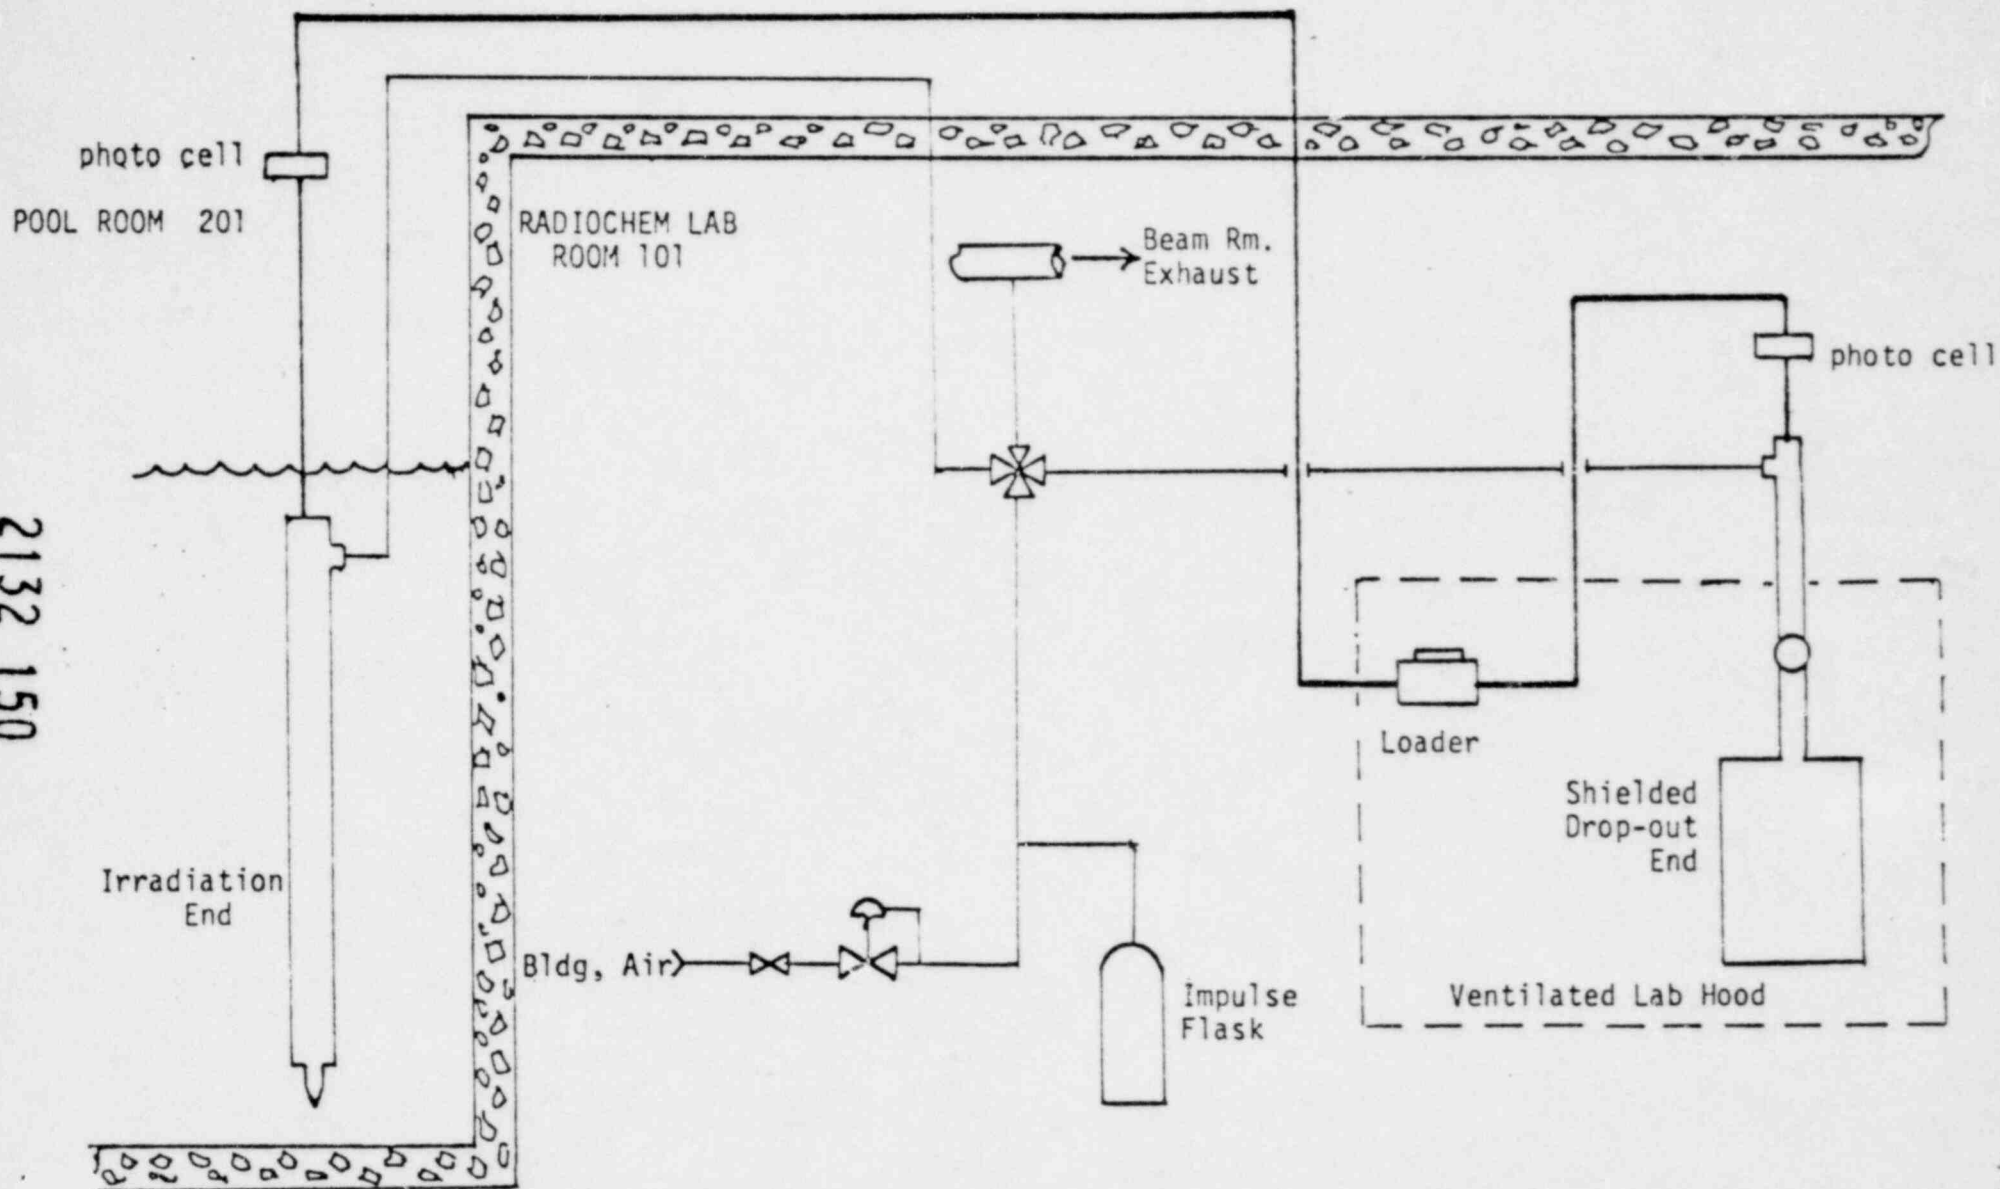 photo cell
POOL ROOM 201
RADIOCHEM LAB
ROOM 101
Beam Rm.
Exhaust
photo cell
Loader
Shielded
Drop-out
End
Irradiation
End
Bldg, Air
Impulse
Flask
Ventilated Lab Hood
2132 150